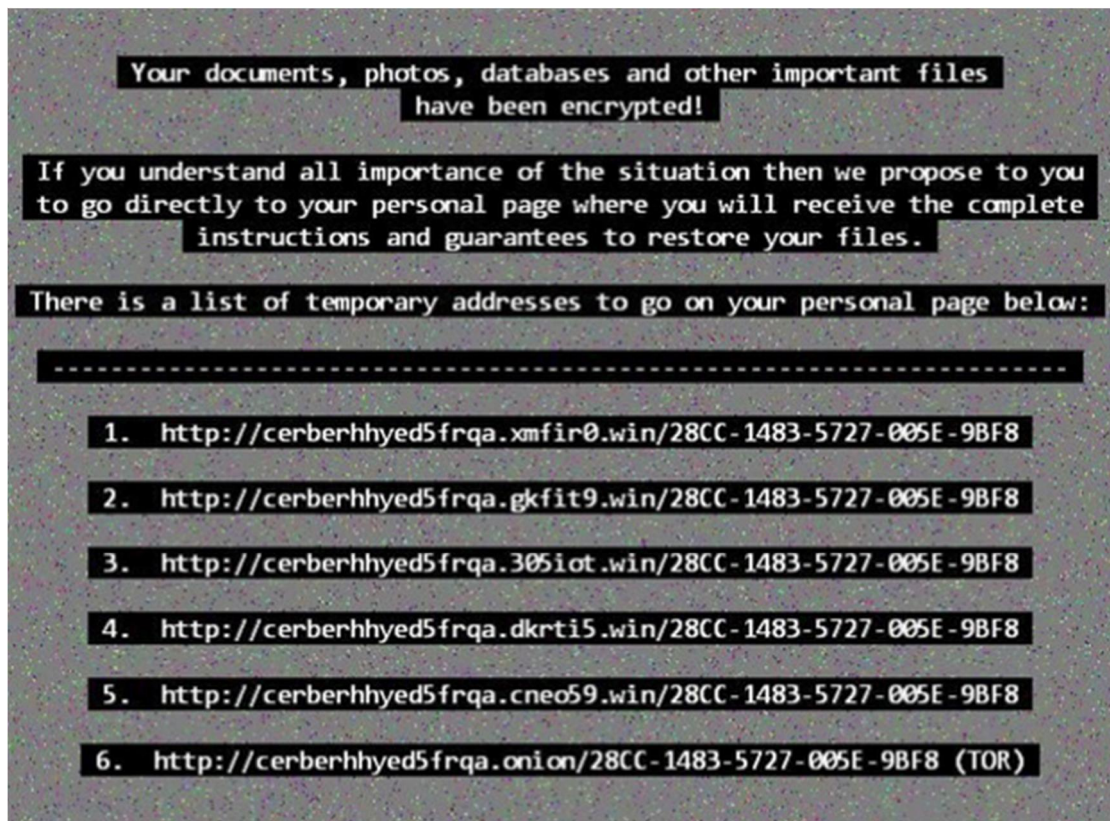 Your documents, photos, databases and other important files
have been encrypted!
If you understand all importance of the situation then we propose to you
to go directly to your personal page where you will receive the complete
instructions and guarantees to restore your files.
There is a list of temporary addresses to go on your personal page below:
-----------------------------------------------------------------------
1. http://cerberhhyed5frqa.xmfir0.win/28CC-1483-5727-005E-9BF8
2. http://cerberhhyed5frqa.gkfit9.win/28CC-1483-5727-005E-9BF8
3. http://cerberhhyed5frqa.305iot.win/28CC-1483-5727-005E-9BF8
4. http://cerberhhyed5frqa.dkrti5.win/28CC-1483-5727-005E-9BF8
5. http://cerberhhyed5frqa.cneo59.win/28CC-1483-5727-005E-9BF8
6. http://cerberhhyed5frqa.onion/28CC-1483-5727-005E-9BF8 (TOR)